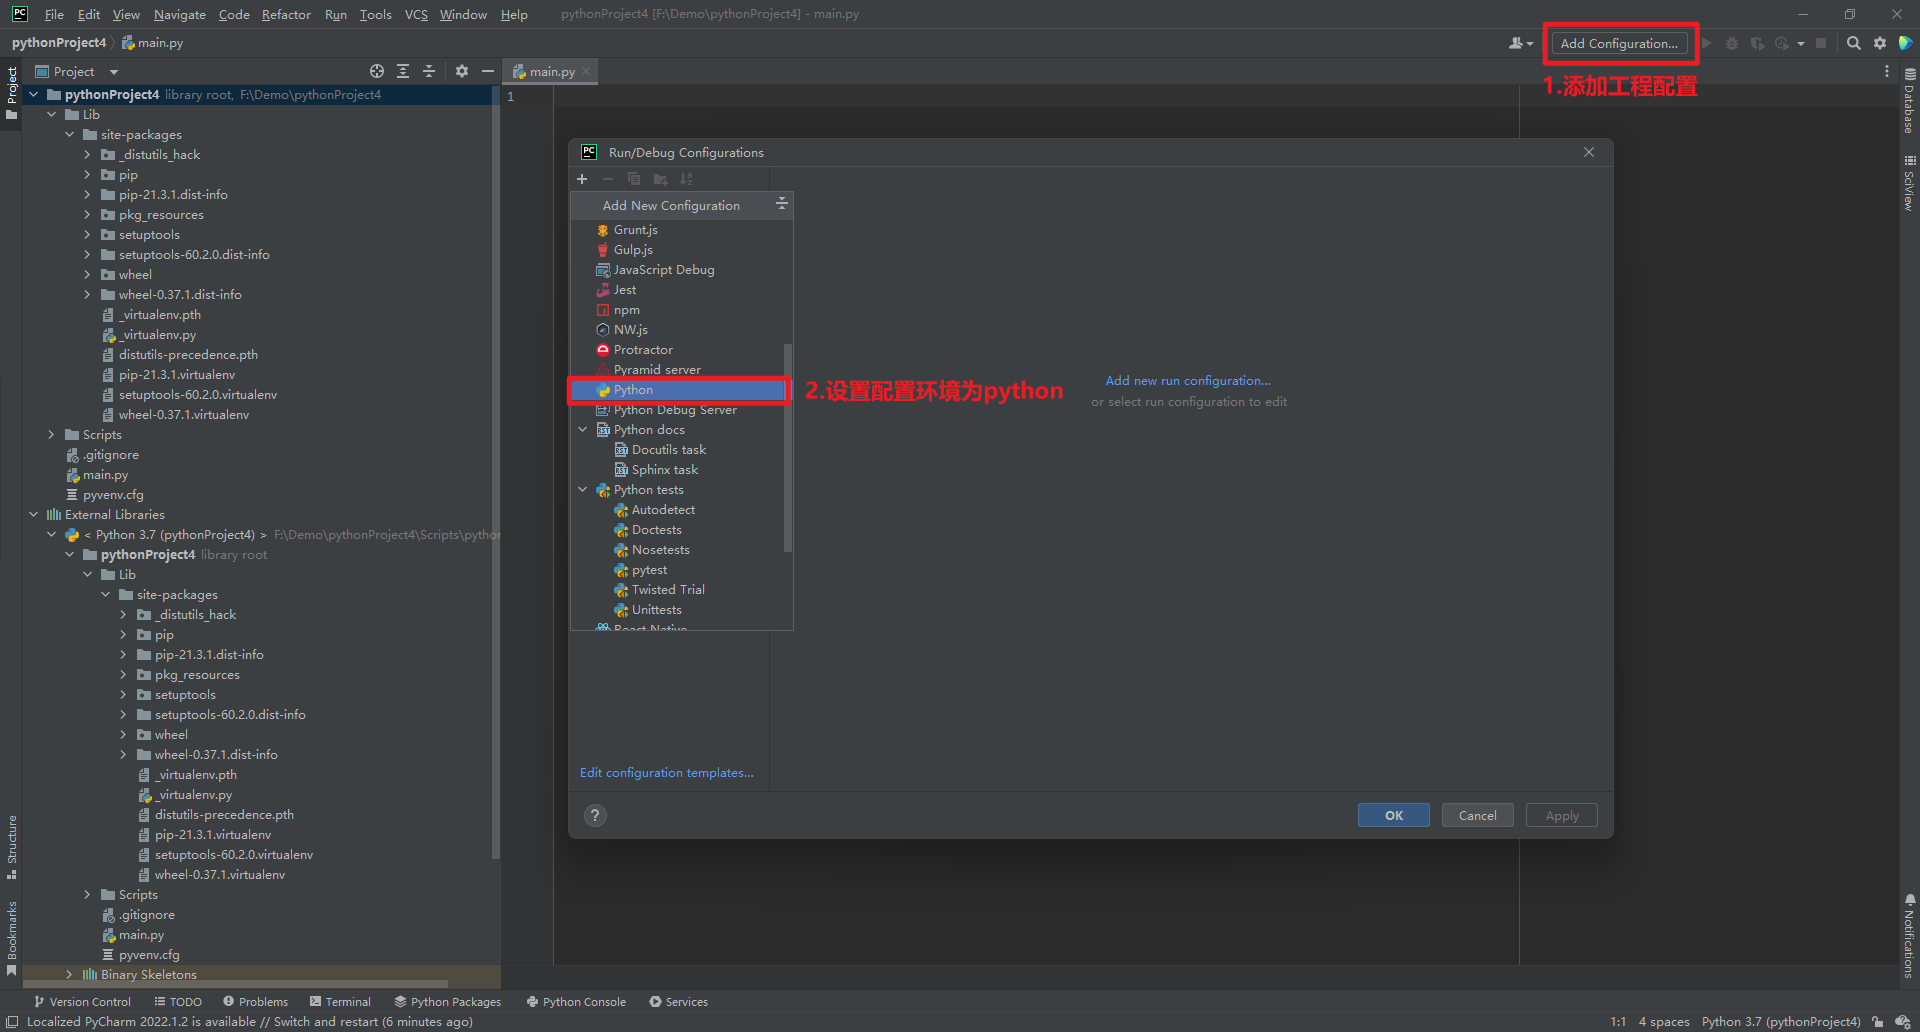 PC File Edit View Navigate Code Refactor Run Tools VCS Window Help pythonProject4 [F:\Demo\pythonProject4] - main.py
pythonProject4 main.py Add Configuration...
1.添加工程配置
Project
Project main.py
pythonProject4 library root, F:\Demo\pythonProject4
1
Lib
site-packages
_distutils_hack
pip
pip-21.3.1.dist-info
pkg_resources
setuptools
setuptools-60.2.0.dist-info
wheel
wheel-0.37.1.dist-info
_virtualenv.pth
_virtualenv.py
distutils-precedence.pth
pip-21.3.1.virtualenv
setuptools-60.2.0.virtualenv
wheel-0.37.1.virtualenv
Scripts
.gitignore
main.py
pyvenv.cfg
External Libraries
< Python 3.7 (pythonProject4) > F:\Demo\pythonProject4\Scripts\python
pythonProject4 library root
Lib
site-packages
_distutils_hack
pip
pip-21.3.1.dist-info
pkg_resources
setuptools
setuptools-60.2.0.dist-info
wheel
wheel-0.37.1.dist-info
_virtualenv.pth
_virtualenv.py
distutils-precedence.pth
pip-21.3.1.virtualenv
setuptools-60.2.0.virtualenv
wheel-0.37.1.virtualenv
Scripts
.gitignore
main.py
pyvenv.cfg
Binary Skeletons
Structure
Bookmarks
PC Run/Debug Configurations
Add New Configuration
Grunt.js
Gulp.js
JavaScript Debug
Jest
npm
NW.js
Protractor
Pyramid server
Python
2.设置配置环境为python
Python Debug Server
Python docs
Docutils task
Sphinx task
Python tests
Autodetect
Doctests
Nosetests
pytest
Twisted Trial
Unittests
React Native
Add new run configuration...
or select run configuration to edit
Edit configuration templates...
? OK Cancel Apply
Database
SciView
Notifications
Version Control TODO Problems Terminal Python Packages Python Console Services
Localized PyCharm 2022.1.2 is available // Switch and restart (6 minutes ago) 1:1 4 spaces Python 3.7 (pythonProject4)